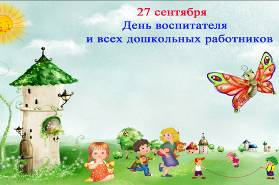 27 сентября
День воспитателя
и всех дошкольных работников